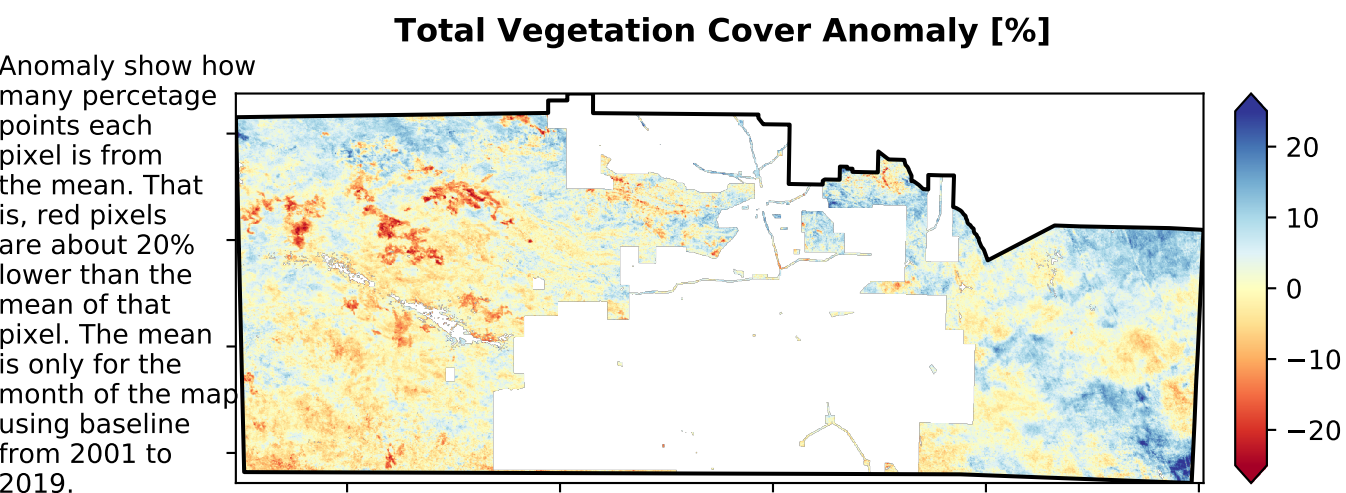 Total Vegetation Cover Anomaly [%]
Anomaly show how
many percetage
points each
pixel is from
the mean. That
is, red pixels
are about 20%
lower than the
mean of that
pixel. The mean
is only for the
month of the map
using baseline
from 2001 to
2019.
20
10
0
−10
−20